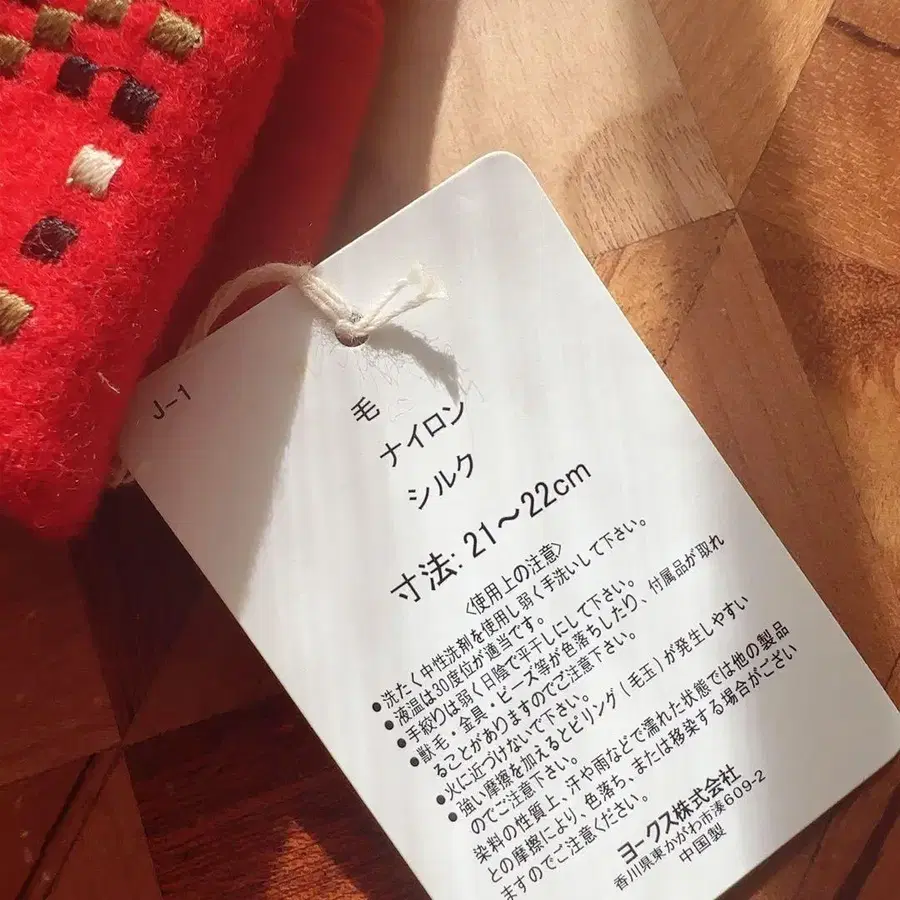 J-1
毛
ナイロン
シルク
寸法: 21〜22cm
〈使用上の注意〉
●洗たく中性洗剤を使用し弱く手洗いして下さい。
●液温は30度位が適当です。
●手絞りは弱く日陰で平干しにして下さい。
●獣毛・金具・ビーズ等が色落ちしたり、付属品が取れ
ることがありますのでご注意下さい。
●火に近づけないで下さい。
●強い摩擦を加えるとピリング(毛玉)が発生しやすい
のでご注意下さい。
染料の性質上、汗や雨などで濡れた状態では他の製品
との摩擦により、色落ち、または移染する場合がござい
ますのでご注意ください。
ヨークス株式会社
香川県東かがわ市湊609-2
中国製